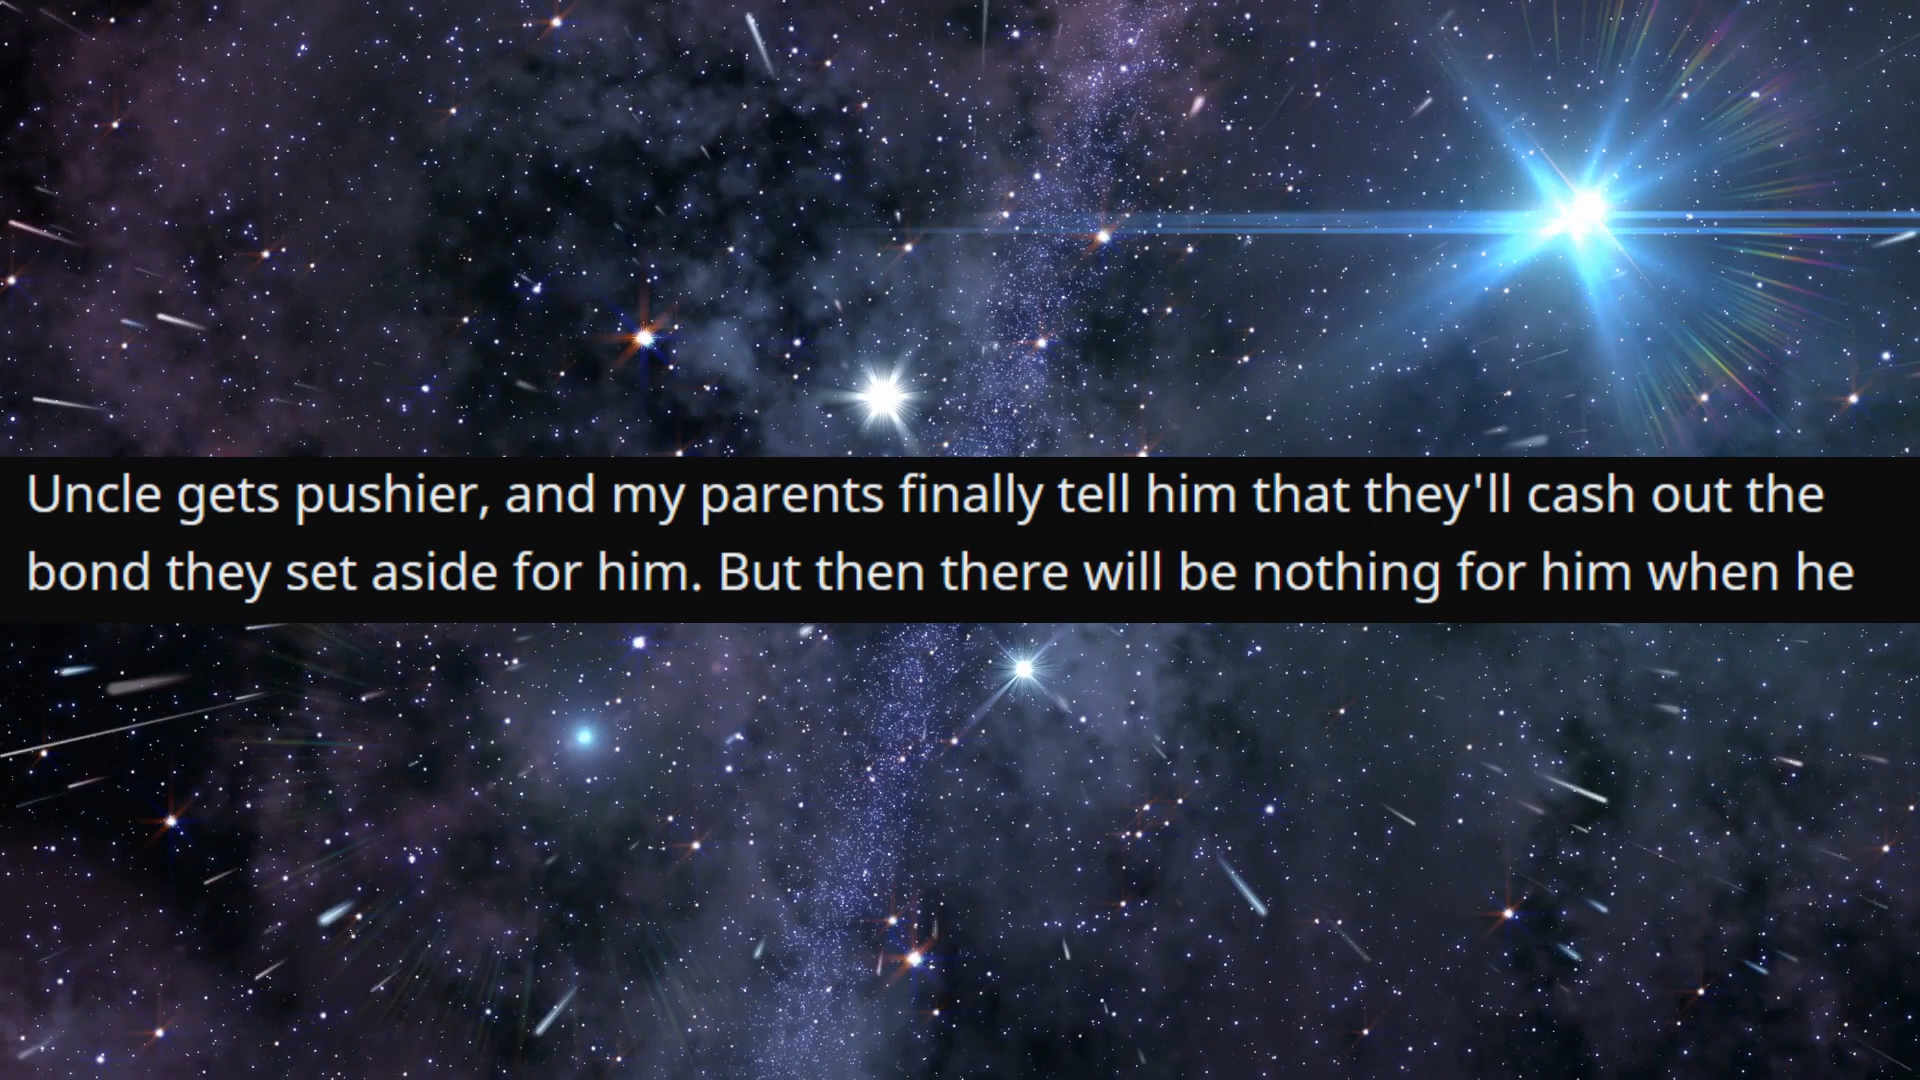 Uncle gets pushier, and my parents finally tell him that they'll cash out the
bond they set aside for him. But then there will be nothing for him when he